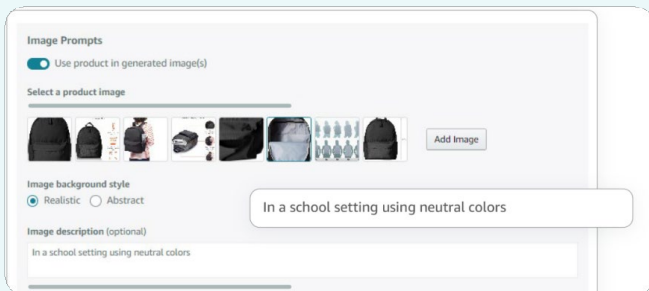 Image Prompts
Use product in generated image(s)
Select a product image
Add Image
Image background style
Realistic Abstract
In a school setting using neutral colors
Image description (optional)
In a school setting using neutral colors